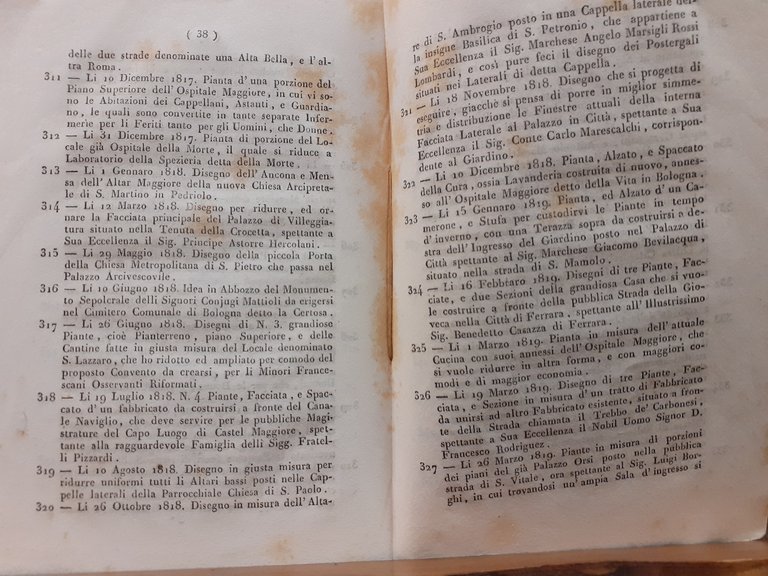 ( 38 )
delle due strade denominate una Alta Bella, e l'al-
tra Roma.
311 — Li 10 Dicembre 1817. Pianta d'una porzione del
Piano Superiore dell'Ospitale Maggiore, in cui vi so-
no le Abitazioni dei Cappellani, Astanti, e Guardia-
no, le quali sono convertite in tante separate Infer-
merie per li Feriti tanto per gli Uomini, che Donne.
312 — Li 31 Dicembre 1817. Pianta di porzione del Lo-
cale già Ospitale della Morte, il quale si riduce a
Laboratorio della Spezieria detta della Morte.
313 — Li 1 Gennaro 1818. Disegno dell'Ancona e Men-
sa dell'Altar Maggiore della nuova Chiesa Arcipreta-
le di S. Martino in Pedriolo.
314 — Li 12 Marzo 1818. Disegno per ridurre, ed or-
nare la Facciata principale del Palazzo di Villeggia-
tura situato nella Tenuta della Crocetta, spettante a
Sua Eccellenza il Sig. Principe Astorre Hercolani.
315 — Li 29 Maggio 1818. Disegno della piccola Porta
della Chiesa Metropolitana di S. Pietro che passa nel
Palazzo Arcivescovile.
316 — Li 10 Giugno 1818. Idea in Abbozzo del Monumen-
to Sepolcrale delli Signori Conjugi Mattioli da erigersi
nel Cimitero Comunale di Bologna detto la Certosa.
317 — Li 26 Giugno 1818. Disegni di N. 3. grandiose
Piante, cioè Pianterreno, piano Superiore, e delle
Cantine fatte in giusta misura del Locale denominato
S. Lazzaro, che ho ridotto ed ampliato per comodo del
proposto Convento da crearsi, per li Minori France-
scani Osservanti Riformati.
318 — Li 19 Luglio 1818. N. 4. Piante, Facciata, e Spac-
cato d'un fabbricato da costruirsi a fronte del Cana-
le Naviglio, che deve servire per le pubbliche Magi-
strature del Capo Luogo di Castel Maggiore, spet-
tante alla ragguardevole Famiglia delli Sigg. Fratel-
li Pizzardi.
319 — Li 10 Agosto 1818. Disegno in giusta misura per
ridurre uniformi tutti li Altari bassi posti nelle Cap-
pelle laterali della Parrocchiale Chiesa di S. Paolo.
320 — Li 26 Ottobre 1818. Disegno in misura dell'Alta-
re di S. Ambrogio posto in una Cappella laterale del-
la insigne Basilica di S. Petronio, che appartiene a
Sua Eccellenza il Sig. Marchese Angelo Marsigli Rossi
Lombardi, e così pure feci il disegno dei Postergali
situati nei Laterali di detta Cappella.
321 — Li 18 Novembre 1818. Disegno che si progetta di
eseguire, giacchè si pensa di porre in miglior simme-
tria e distribuzione le Finestre attuali della interna
Facciata Laterale al Palazzo in Città, spettante a Sua
Eccellenza il Sig. Conte Carlo Marescalchi, corrispon-
dente al Giardino.
322 — Li 10 Dicembre 1818. Pianta, Alzato, e Spaccato
della Cura, ossia Lavanderia costruita di nuovo, annes-
so all'Ospitale Maggiore detto della Vita in Bologna.
323 — Li 15 Gennaro 1819. Pianta, ed Alzato d'un Ca-
merone, e Stufa per custodirvi le Piante in tempo
d'inverno, con una Terazza sopra da costruirsi a de-
stra dell'Ingresso del Giardino posto nel Palazzo di
Città spettante al Sig. Marchese Giacomo Bevilacqua,
situato nella strada di S. Mamolo.
324 — Li 16 Febbraro 1819. Disegni di tre Piante, Facc-
ciate, e due Sezioni della grandiosa Casa che si vuo-
le costruire a fronte della pubblica Strada della Gio-
veca nella Città di Ferrara, spettante all'Illustrissimo
Sig. Benedetto Casazza di Ferrara.
325 — Li 1 Marzo 1819. Pianta in misura dell'attuale
Cucina con suoi annessi dell'Ospitale Maggiore, che
si vuole ridurre in altra forma, e con maggiori co-
modi e di maggior economia.
326 — Li 19 Marzo 1819. Disegno di tre Piante, Fac-
ciata, e Sezione in misura d'un tratto di Fabbricato
da unirsi ad altro Fabbricato esistente, situato a fron-
te della Strada chiamata il Trebbo de' Carbonesi,
spettante a Sua Eccellenza il Nobil Uomo Signor D.
Francesco Rodriguez.
327 — Li 26 Marzo 1819. Piante in misura di porzioni
dei piani del già Palazzo Orsi posto nella pubblica
strada di S. Vitale, ora spettante al Sig. Luigi Bor-
ghi, in cui trovandosi un'ampia Sala d'ingresso si